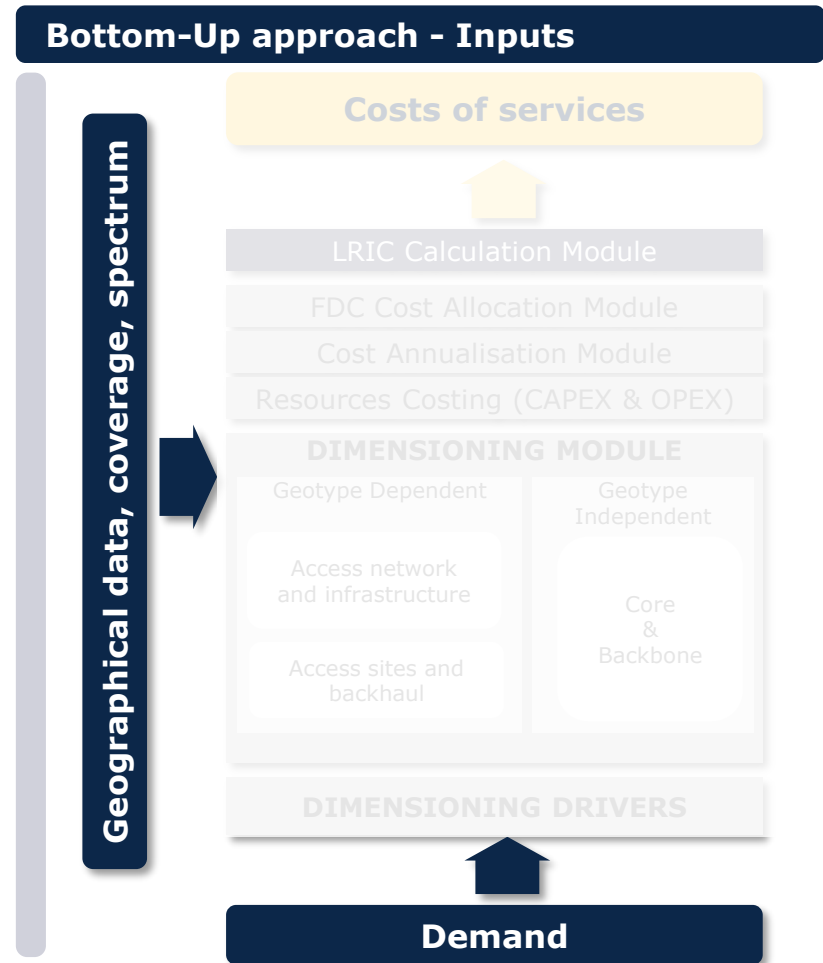 Bottom-Up approach - Inputs
Costs of services
Geographical data, coverage, spectrum
LRIC Calculation Module
FDC Cost Allocation Module
Cost Annualisation Module
Resources Costing (CAPEX & OPEX)
DIMENSIONING MODULE
Geotype Dependent
Access network
and infrastructure
Access sites and
backhaul
Geotype
Independent
Core
&
Backbone
DIMENSIONING DRIVERS
Demand